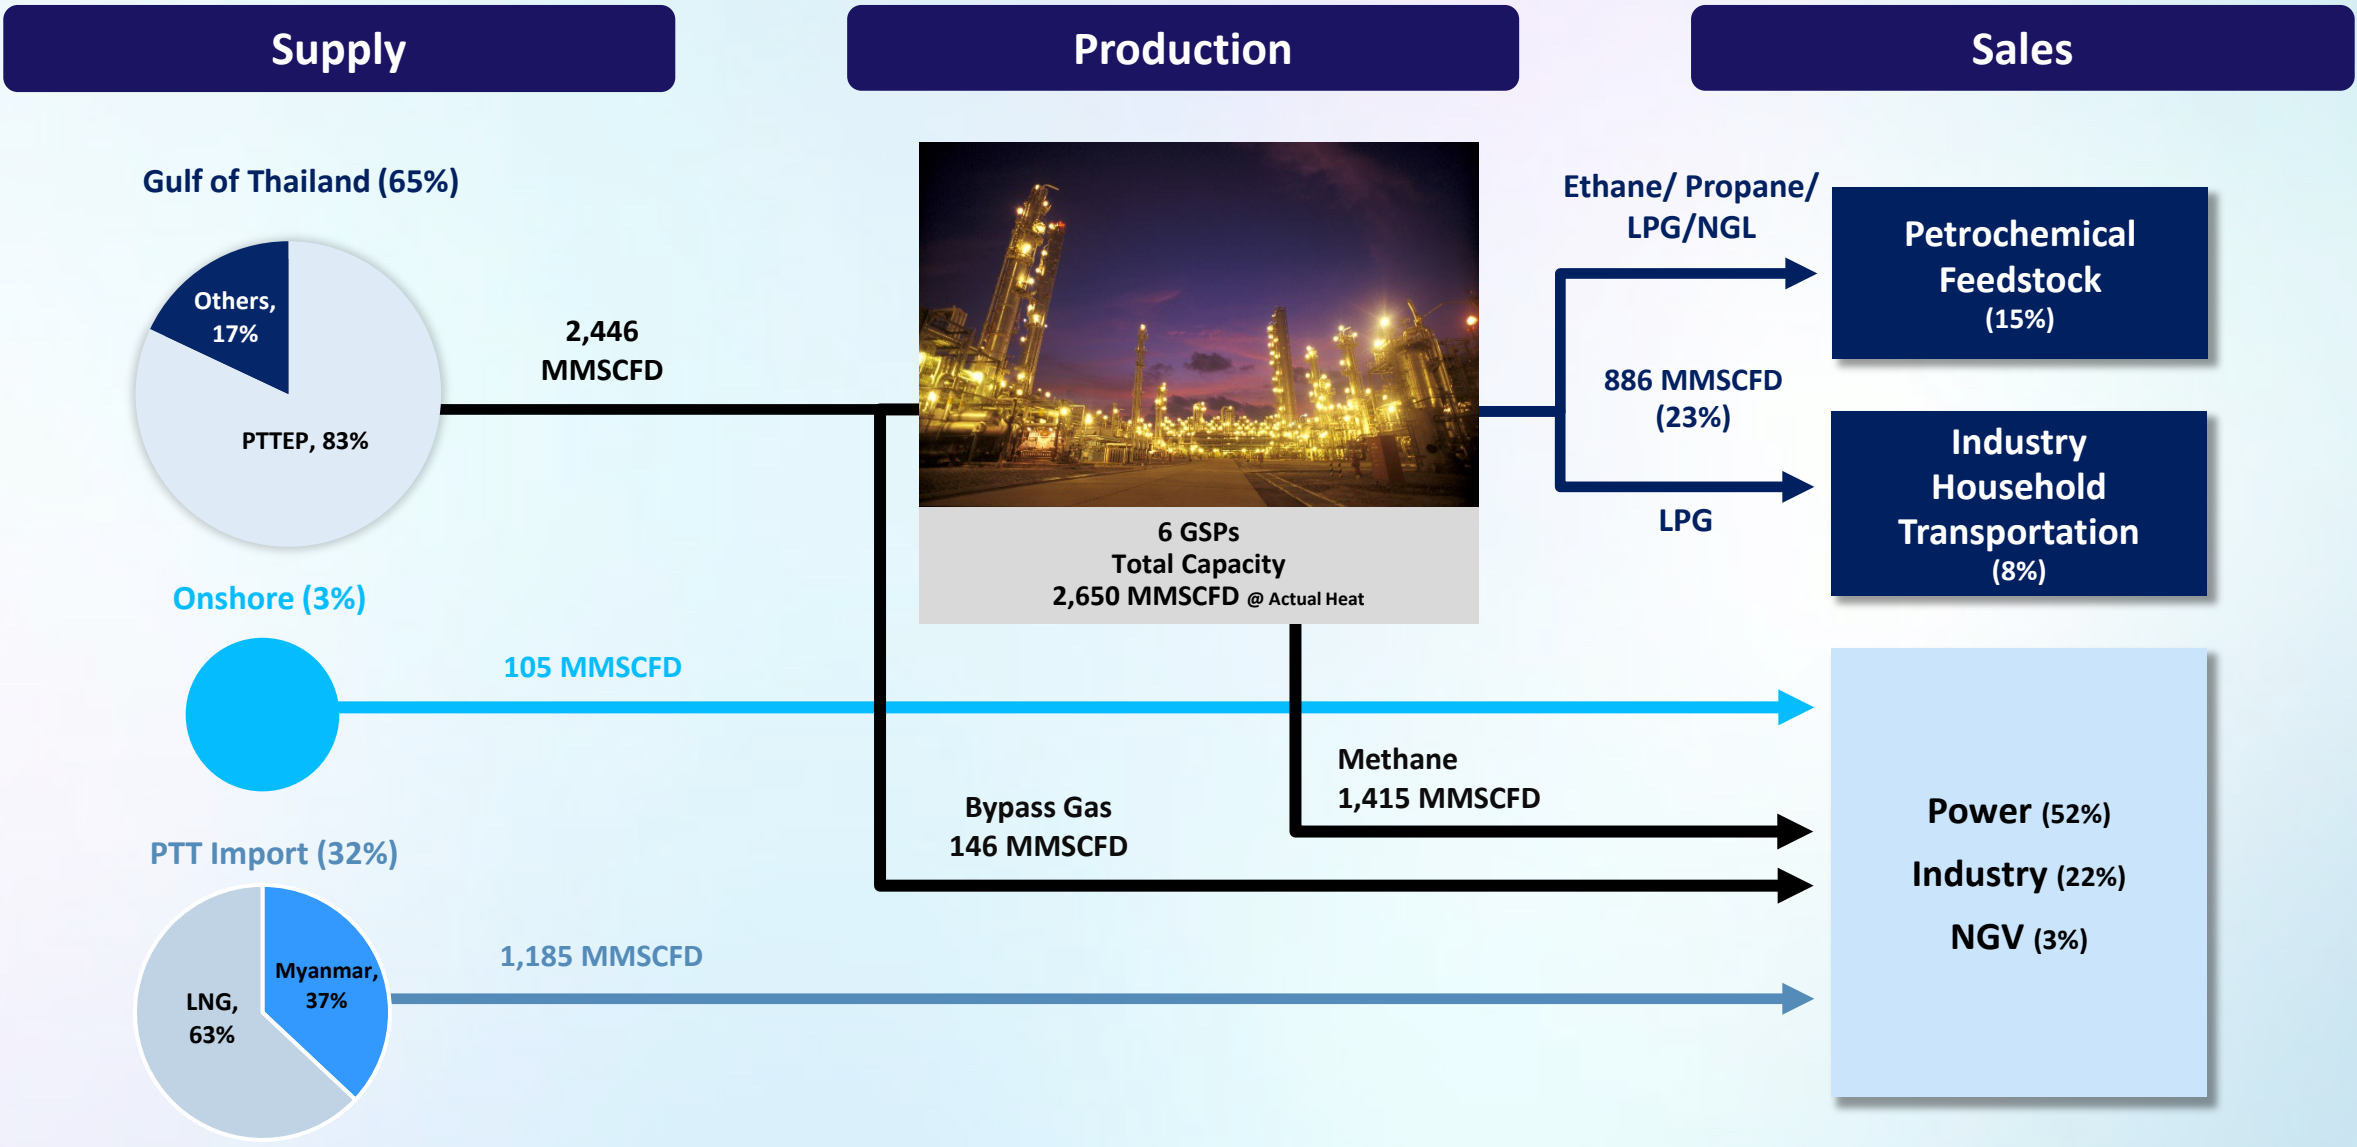 Supply
Production
Sales
Gulf of Thailand (65%)
Others,
17%
PTTEP, 83%
2,446
MMSCFD
Onshore (3%)
105 MMSCFD
PTT Import (32%)
Myanmar,
37%
LNG,
63%
1,185 MMSCFD
6 GSPs
Total Capacity
2,650 MMSCFD @ Actual Heat
Bypass Gas
146 MMSCFD
Methane
1,415 MMSCFD
Ethane/ Propane/
LPG/NGL
886 MMSCFD
(23%)
LPG
Petrochemical
Feedstock
(15%)
Industry
Household
Transportation
(8%)
Power (52%)
Industry (22%)
NGV (3%)